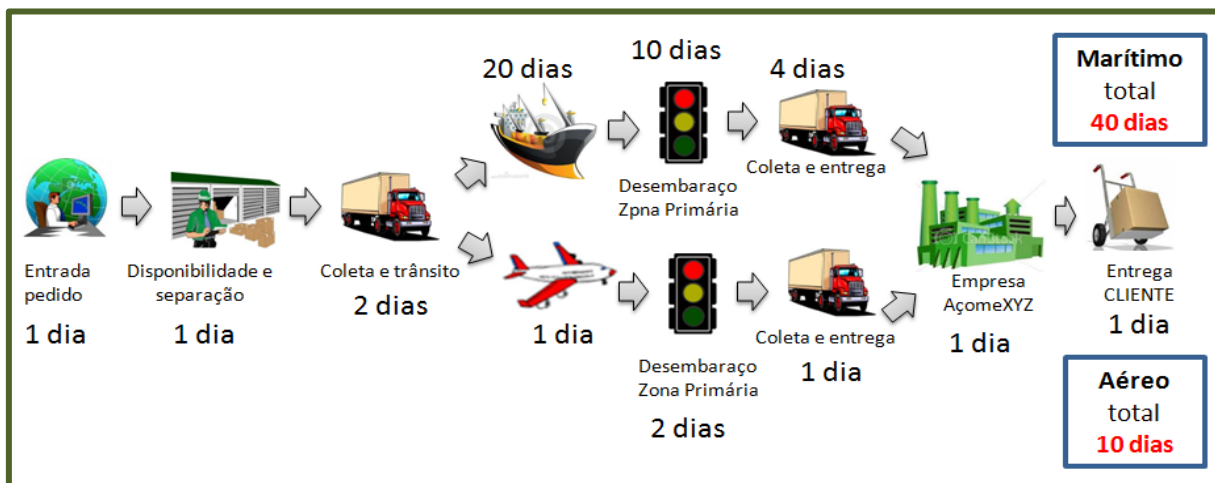 20 dias
10 dias
4 dias
Marítimo
total
40 dias
Coleta e entrega
Desembaraço
Zpna Primária
Entrada
pedido
1 dia
Disponibilidade e
separação
1 dia
Coleta e trânsito
2 dias
1 dia
Desembaraço
Zona Primária
2 dias
Coleta e entrega
1 dia
Empresa
AçomeXYZ
1 dia
Entrega
CLIENTE
1 dia
Aéreo
total
10 dias